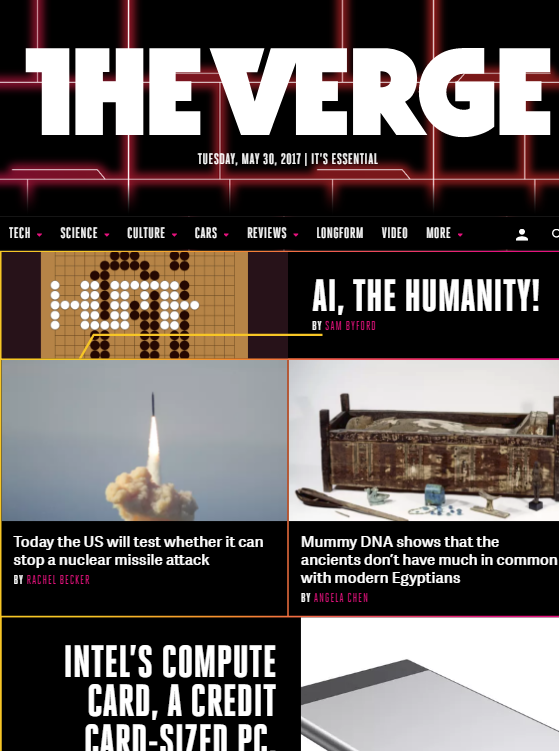 THE VERGE
TUESDAY, MAY 30, 2017 | IT'S ESSENTIAL
TECH SCIENCE CULTURE CARS REVIEWS LONGFORM VIDEO MORE
AI, THE HUMANITY!
BY SAM BYFORD
Today the US will test whether it can
stop a nuclear missile attack
BY RACHEL BECKER
Mummy DNA shows that the
ancients don't have much in common
with modern Egyptians
BY ANGELA CHEN
INTEL'S COMPUTE
CARD, A CREDIT
CARD-SIZED PC,